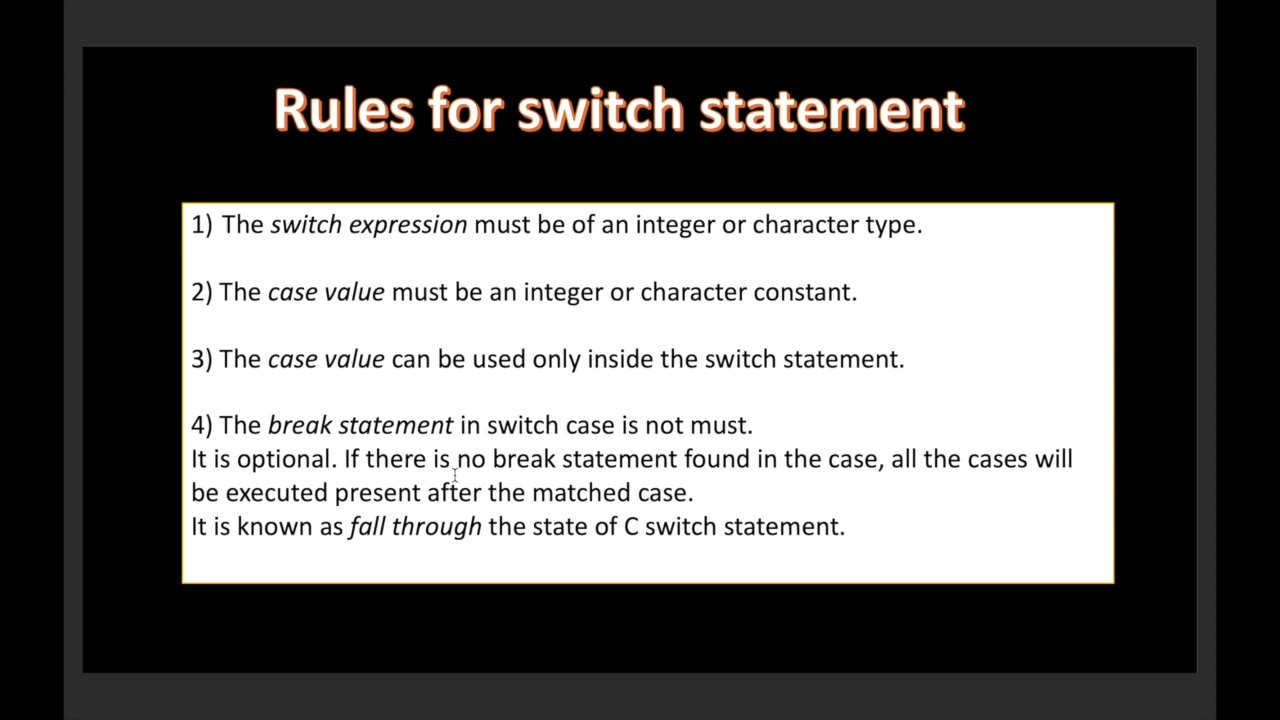 Rules for switch statement
1) The switch expression must be of an integer or character type.
2) The case value must be an integer or character constant.
3) The case value can be used only inside the switch statement.
4) The break statement in switch case is not must.
It is optional. If there is no break statement found in the case, all the cases will
be executed present after the matched case.
It is known as fall through the state of C switch statement.